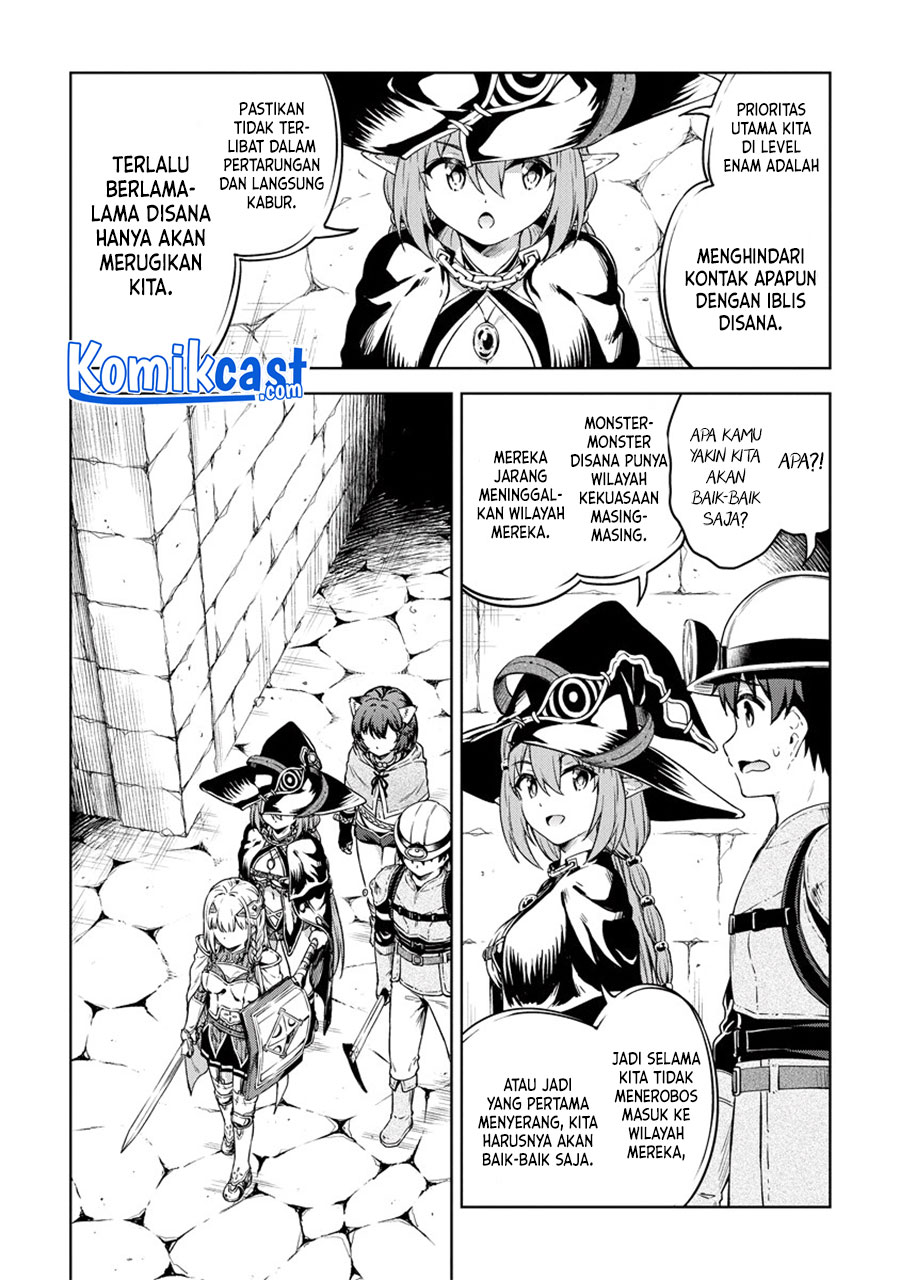 PRIORITAS
UTAMA KITA
DI LEVEL
ENAM ADALAH
MENGHINDARI
KONTAK APAPUN
DENGAN IBLIS
DISANA.
PASTIKAN
TIDAK TER-
LIBAT DALAM
PERTARUNGAN
DAN LANGSUNG
KABUR.
TERLALU
BERLAMA-
LAMA DISANA
HANYA AKAN
MERUGIKAN
KITA.
Komikcast
.com
APA?!
APA KAMU
YAKIN KITA
AKAN
BAIK-BAIK
SAJA?
MONSTER-
MONSTER
DISANA PUNYA
WILAYAH
KEKUASAAN
MASING-
MASING.
MEREKA
JARANG
MENINGGAL-
KAN WILAYAH
MEREKA.
JADI SELAMA
KITA TIDAK
MENEROBOS
MASUK KE
WILAYAH
MEREKA,
ATAU JADI
YANG PERTAMA
MENYERANG, KITA
HARUSNYA AKAN
BAIK-BAIK SAJA.